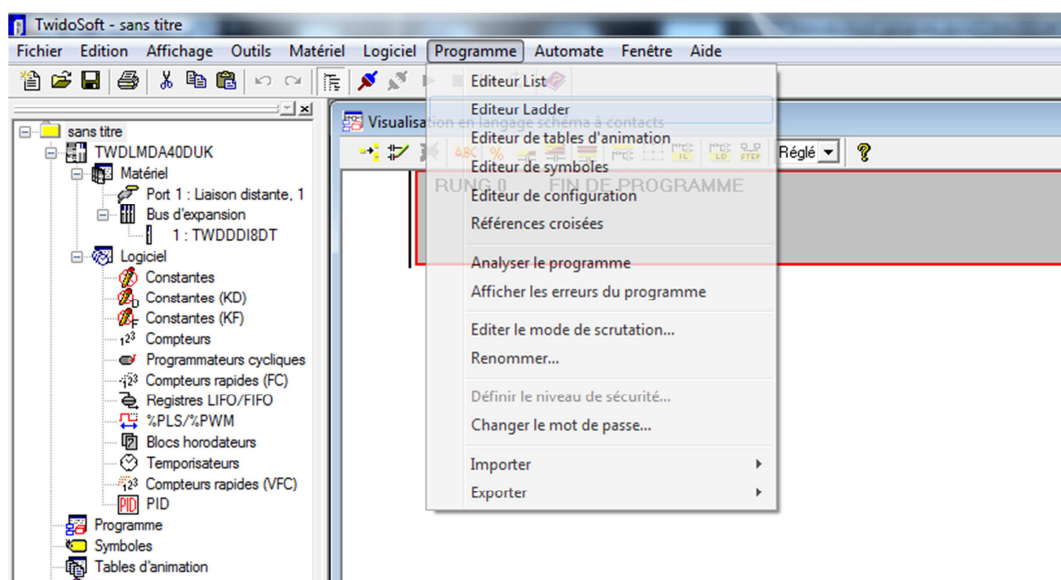 TwidoSoft - sans titre
Fichier Edition Affichage Outils Matériel Logiciel Programme Automate Fenêtre Aide
sans titre
TWDLMDA40DUK
Matériel
Port 1 : Liaison distante, 1
Bus d'expansion
1 : TWDDDI8DT
Logiciel
Constantes
Constantes (KD)
Constantes (KF)
Compteurs
Programmateurs cycliques
Compteurs rapides (FC)
Registres LIFO/FIFO
%PLS/%PWM
Blocs horodateurs
Temporisateurs
Compteurs rapides (VFC)
PID PID
Programme
Symboles
Tables d'animation
Visualisation en langage schéma à contacts
Réglé
RUNG 0 FIN DE PROGRAMME
Editeur List
Editeur Ladder
Editeur de tables d'animation
Editeur de symboles
Editeur de configuration
Références croisées
Analyser le programme
Afficher les erreurs du programme
Editer le mode de scrutation...
Renommer...
Définir le niveau de sécurité...
Changer le mot de passe...
Importer
Exporter